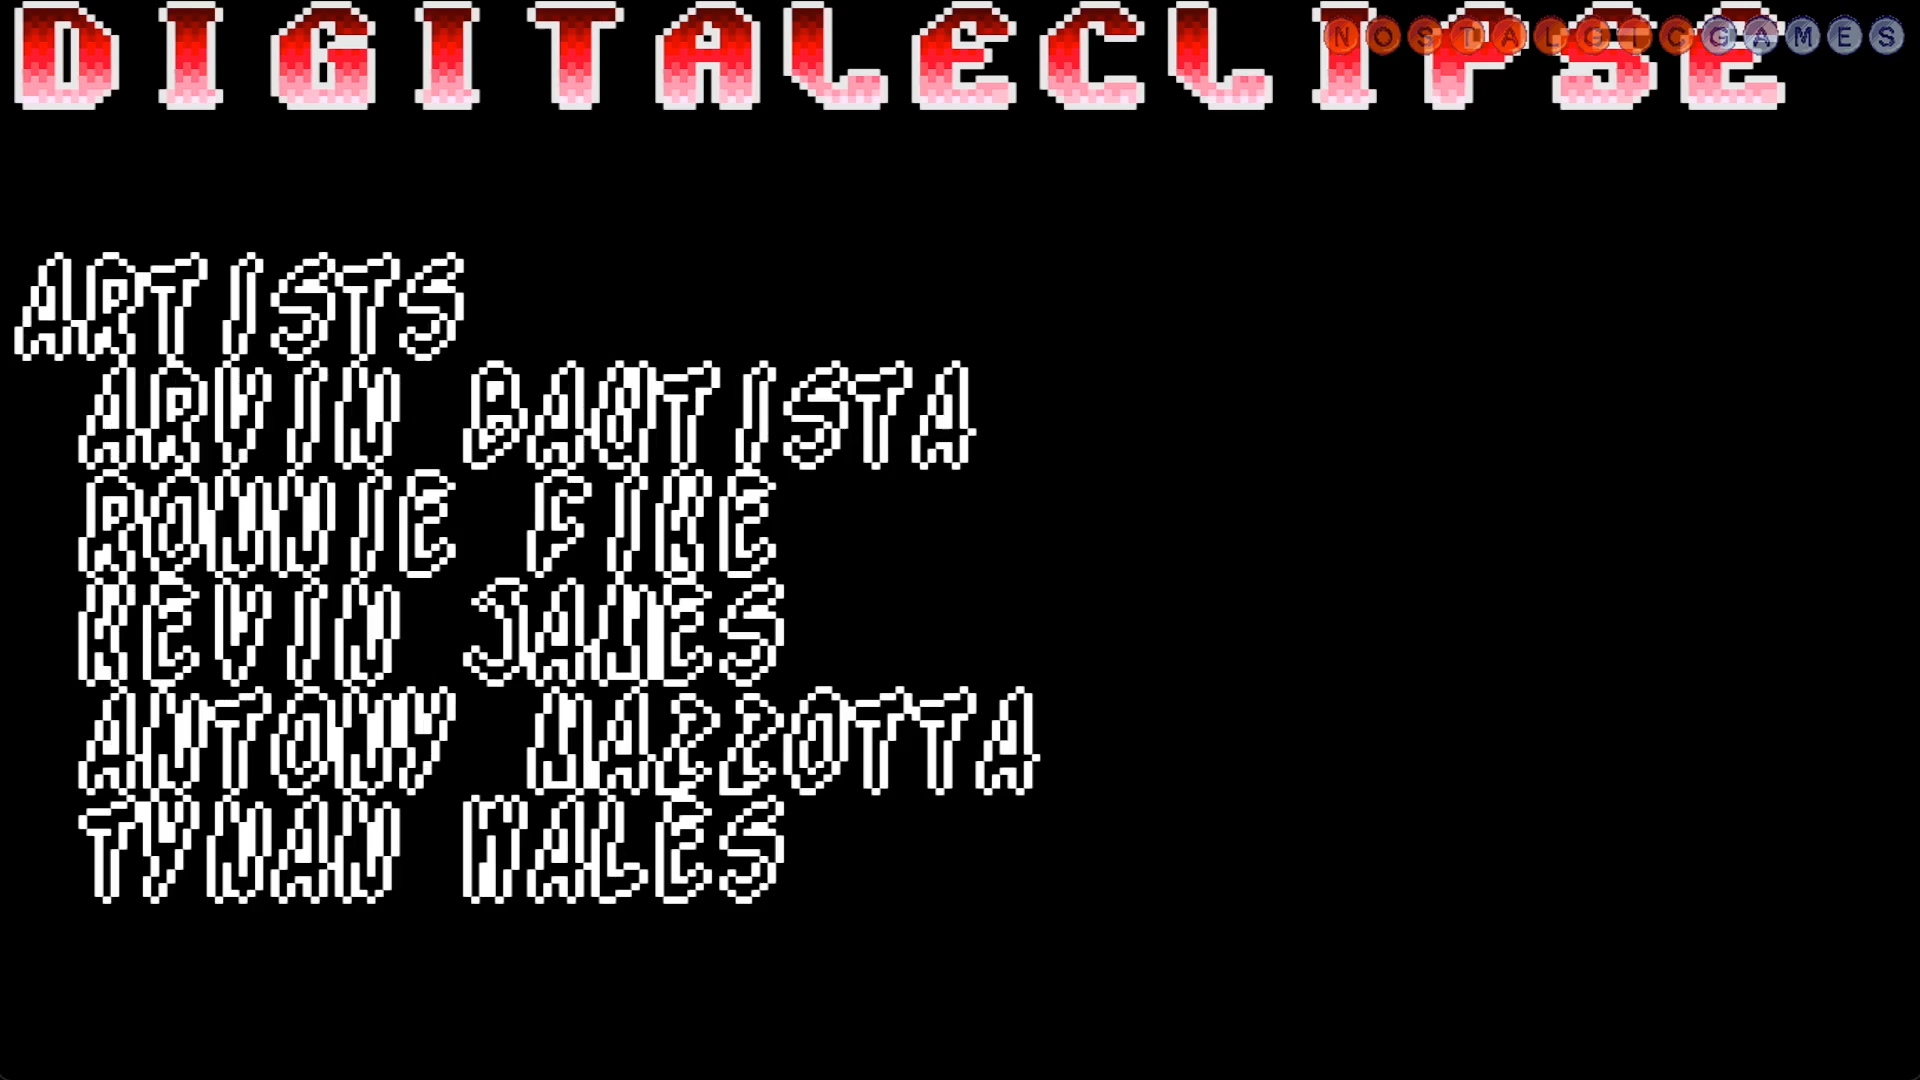 DIGITALECLIPSE
NOSTALGICGAMES
ARTISTS
ARVIN BAUTISTA
RONNIE FIKE
KEVIN JAMES
ANTONY MAZZOTTA
TYNAN WALES